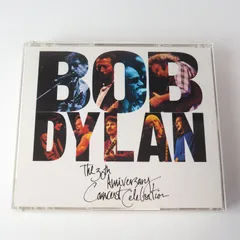 BOB
DYLAN
The 30th
Anniversary
Concert Celebration